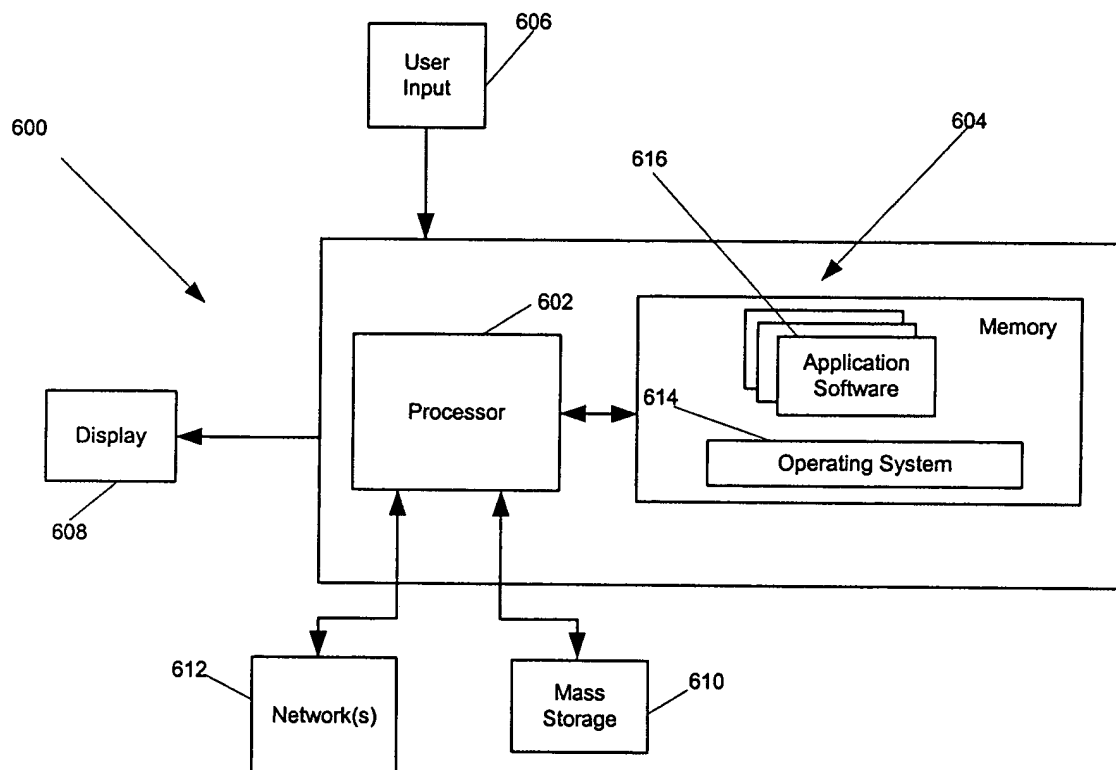 606
User
Input
600
604
616
602
Memory
Application
Software
614
Processor
Display
Operating System
608
612
Mass
Storage
610
Network(s)